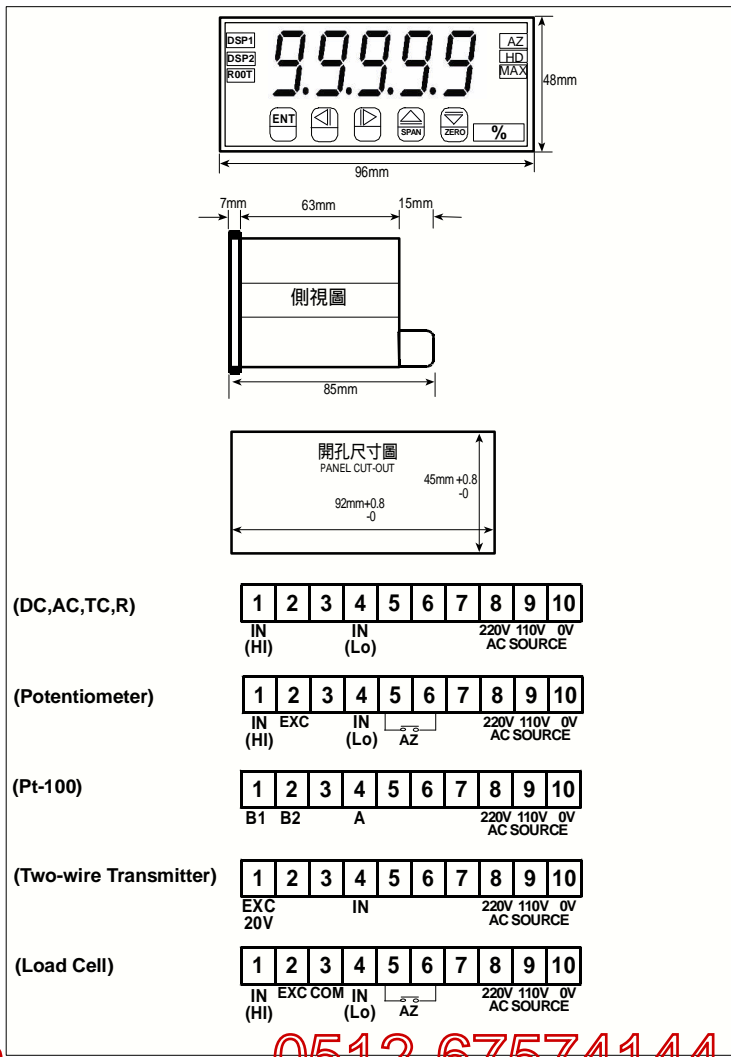 DSP1
DSP2
R00T
9.9.9.9.9
AZ
HD
MAX
ENT
SPAN
ZERO
%
48mm
96mm
7mm
63mm
15mm
側視圖
85mm
開孔尺寸圖
PANEL CUT-OUT
45mm +0.8
-0
92mm+0.8
-0
(DC,AC,TC,R)
1 2 3 4 5 6 7 8 9 10
IN IN 220V 110V 0V
(HI) (Lo) AC SOURCE
(Potentiometer)
1 2 3 4 5 6 7 8 9 10
IN EXC IN 220V 110V 0V
(HI) (Lo) AZ AC SOURCE
(Pt-100)
1 2 3 4 5 6 7 8 9 10
B1 B2 A 220V 110V 0V
AC SOURCE
(Two-wire Transmitter)
1 2 3 4 5 6 7 8 9 10
EXC IN 220V 110V 0V
20V AC SOURCE
(Load Cell)
1 2 3 4 5 6 7 8 9 10
IN EXC COM IN 220V 110V 0V
(HI) (Lo) AZ AC SOURCE
0512-67574144